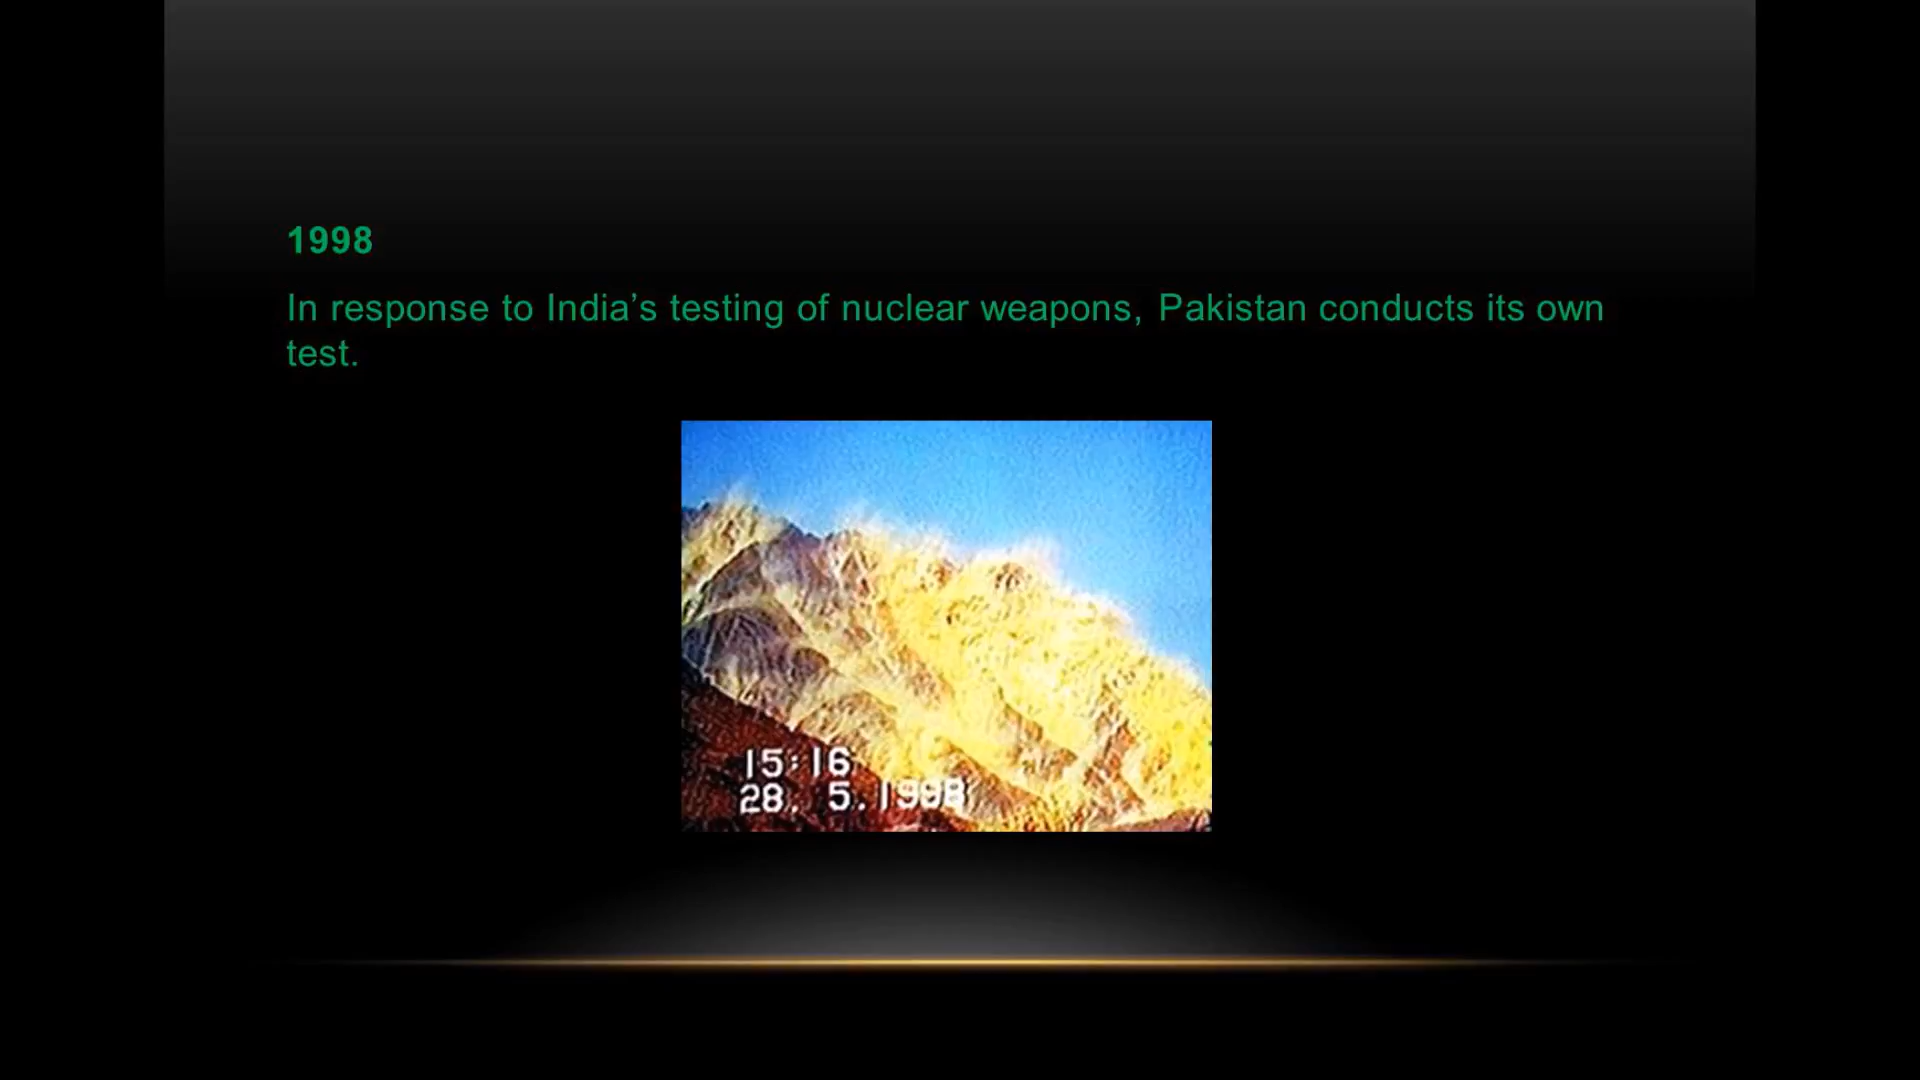 1998
In response to India’s testing of nuclear weapons, Pakistan conducts its own
test.
15:16
28. 5.1998